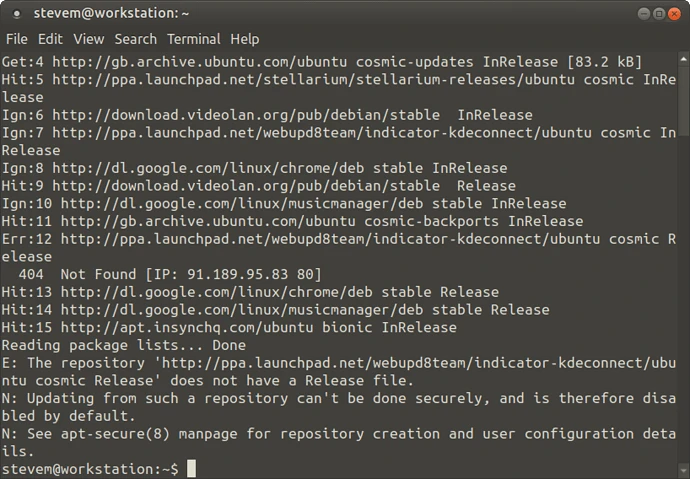 stevem@workstation: ~
File Edit View Search Terminal Help
Get:4 http://gb.archive.ubuntu.com/ubuntu cosmic-updates InRelease [83.2 kB]
Hit:5 http://ppa.launchpad.net/stellarium/stellarium-releases/ubuntu cosmic InRe
lease
Ign:6 http://download.videolan.org/pub/debian/stable  InRelease
Ign:7 http://ppa.launchpad.net/webupd8team/indicator-kdeconnect/ubuntu cosmic In
Release
Ign:8 http://dl.google.com/linux/chrome/deb stable InRelease
Hit:9 http://download.videolan.org/pub/debian/stable  Release
Ign:10 http://dl.google.com/linux/musicmanager/deb stable InRelease
Hit:11 http://gb.archive.ubuntu.com/ubuntu cosmic-backports InRelease
Err:12 http://ppa.launchpad.net/webupd8team/indicator-kdeconnect/ubuntu cosmic R
elease
  404  Not Found [IP: 91.189.95.83 80]
Hit:13 http://dl.google.com/linux/chrome/deb stable Release
Hit:14 http://dl.google.com/linux/musicmanager/deb stable Release
Hit:15 http://apt.insynchq.com/ubuntu bionic InRelease
Reading package lists... Done
E: The repository 'http://ppa.launchpad.net/webupd8team/indicator-kdeconnect/ubu
ntu cosmic Release' does not have a Release file.
N: Updating from such a repository can't be done securely, and is therefore disa
bled by default.
N: See apt-secure(8) manpage for repository creation and user configuration deta
ils.
stevem@workstation:~$